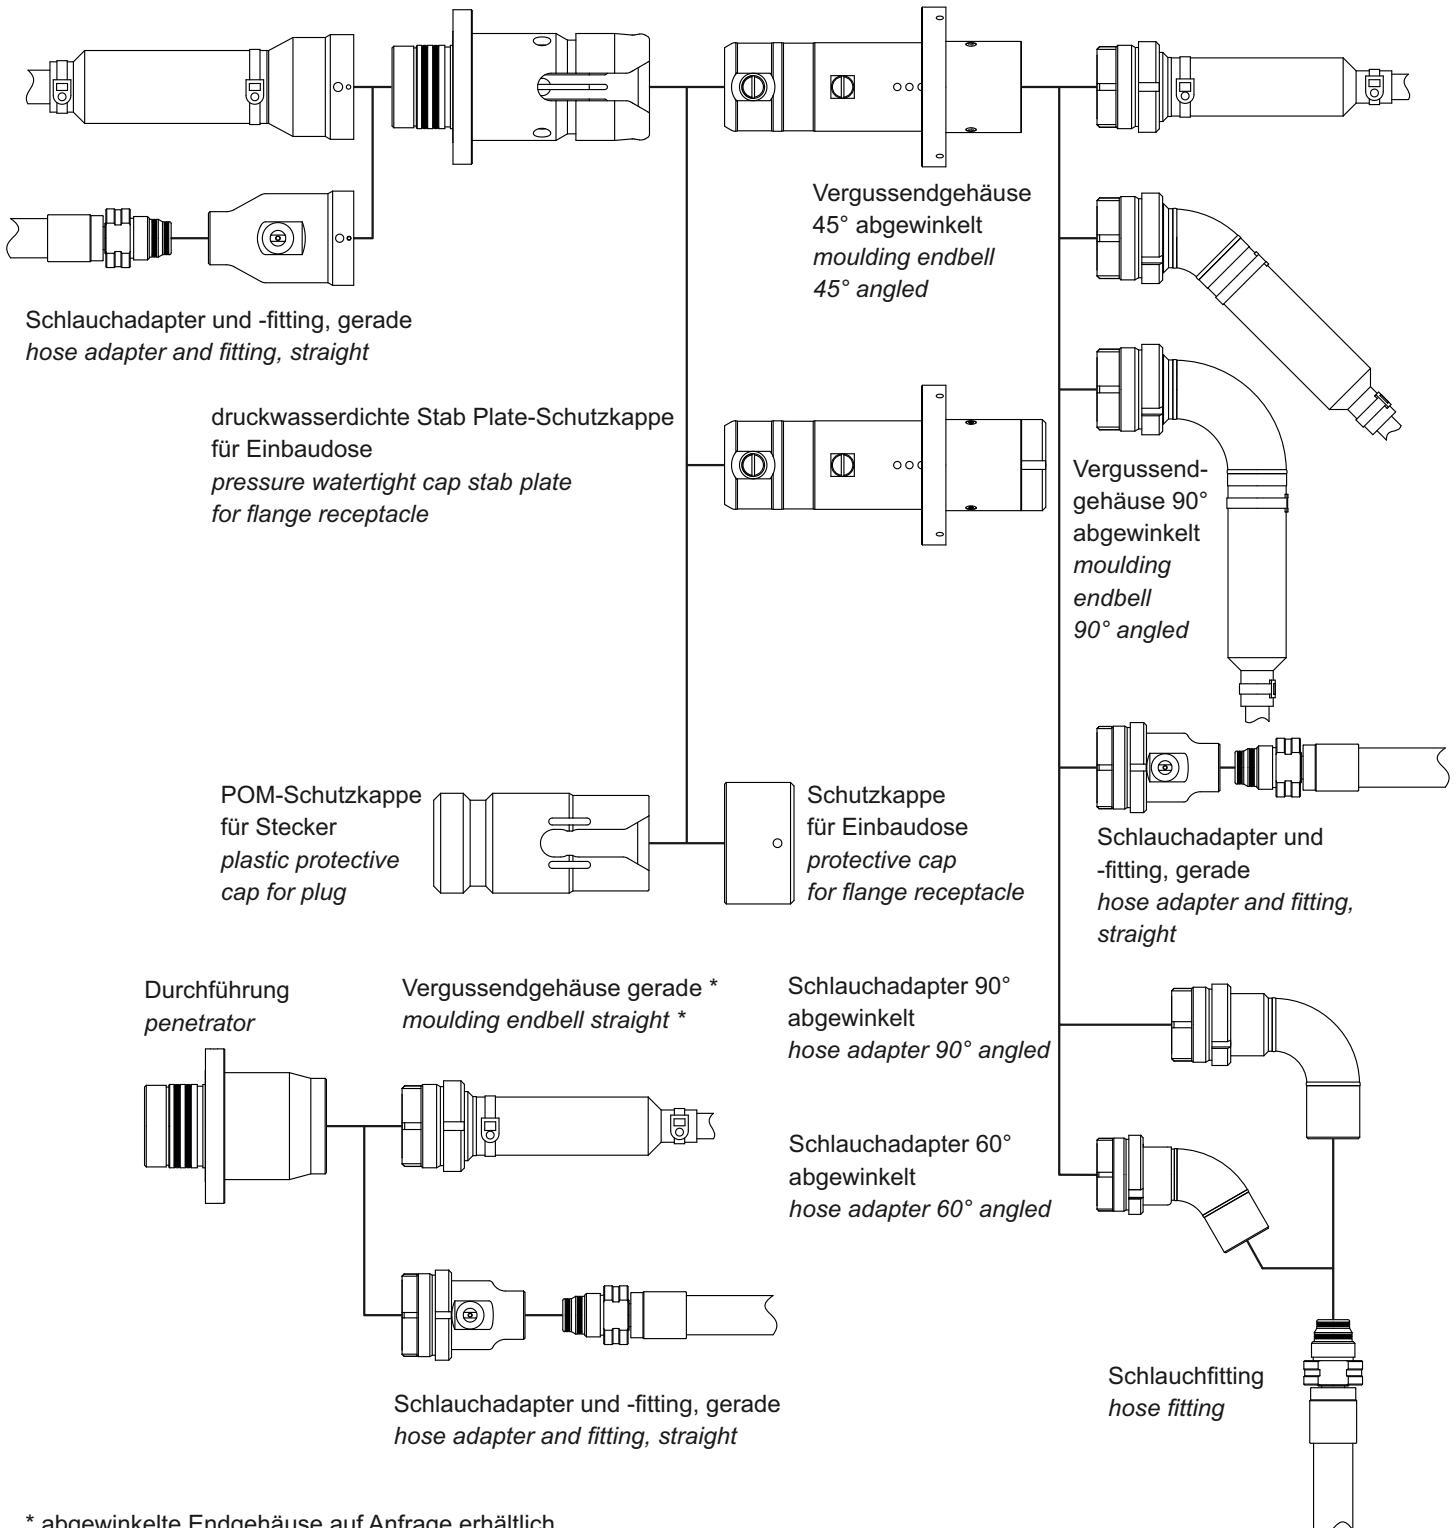 Vergussendgehäuse
45° abgewinkelt
moulding endbell
45° angled
Schlauchadapter und -fitting, gerade
hose adapter and fitting, straight
druckwasserdichte Stab Plate-Schutzkappe
für Einbaudose
pressure watertight cap stab plate
for flange receptacle
Vergussend-
gehäuse 90°
abgewinkelt
moulding
endbell
90° angled
POM-Schutzkappe
für Stecker
plastic protective
cap for plug
Schutzkappe
für Einbaudose
protective cap
for flange receptacle
Schlauchadapter und
-fitting, gerade
hose adapter and fitting,
straight
Durchführung
penetrator
Vergussendgehäuse gerade *
moulding endbell straight *
Schlauchadapter 90°
abgewinkelt
hose adapter 90° angled
Schlauchadapter 60°
abgewinkelt
hose adapter 60° angled
Schlauchadapter und -fitting, gerade
hose adapter and fitting, straight
Schlauchfitting
hose fitting
* abgewinkelte Endgehäuse auf Anfrage erhältlich